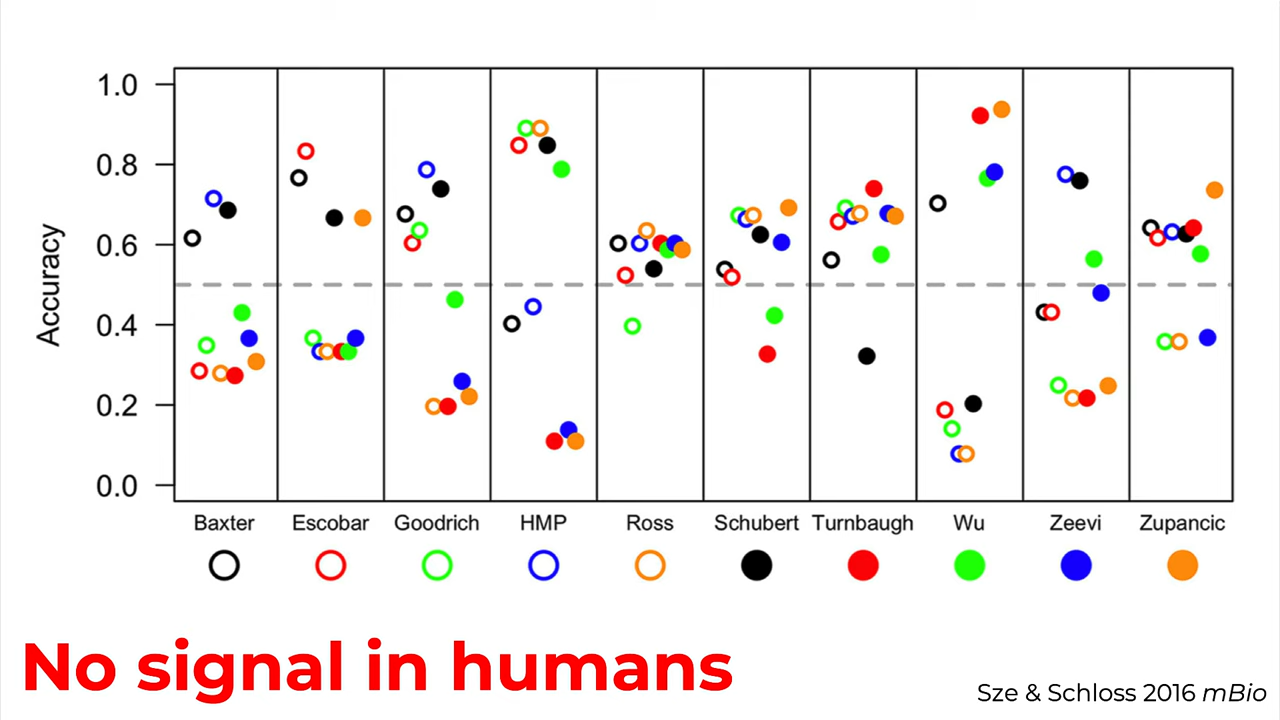 1.0
0.8
0.6
0.4
0.2
0.0
Accuracy
Baxter Escobar Goodrich HMP Ross Schubert Turnbaugh Wu Zeevi Zupancic
No signal in humans
Sze & Schloss 2016 mBio